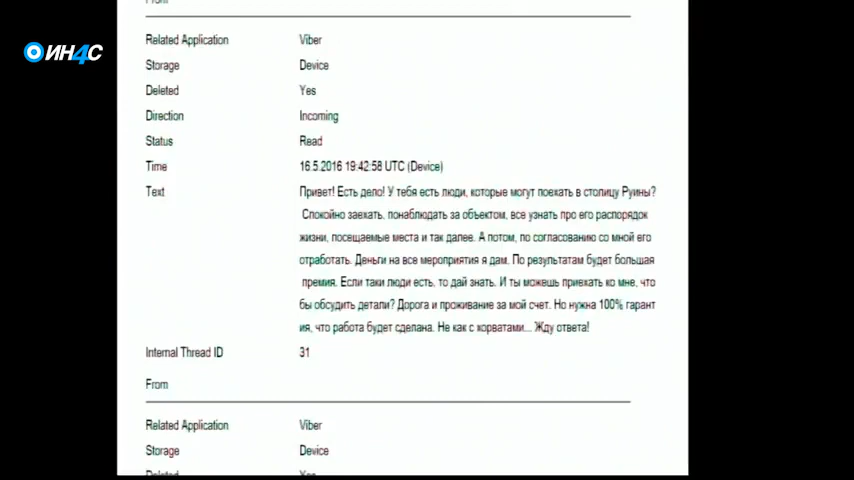 From
ИН4С
Related Application Viber
Storage Device
Deleted Yes
Direction Incoming
Status Read
Time 16.5.2016 19:42:58 UTC (Device)
Text Привет! Есть дело! У тебя есть люди, которые могут поехать в столицу Руины?
Спокойно заехать, понаблюдать за объектом, все узнать про его распорядок
жизни, посещаемые места и так далее. А потом, по согласованию со мной его
отработать. Деньги на все мероприятия я дам. По результатам будет большая
премия. Если таки люди есть, то дай знать. И ты можешь приехать ко мне, что
бы обсудить детали? Дорога и проживание за мой счет. Но нужна 100% гарант
ия, что работа будет сделана. Не как с хорватами... Жду ответа!
Internal Thread ID 31
From
Related Application Viber
Storage Device
Deleted Yes